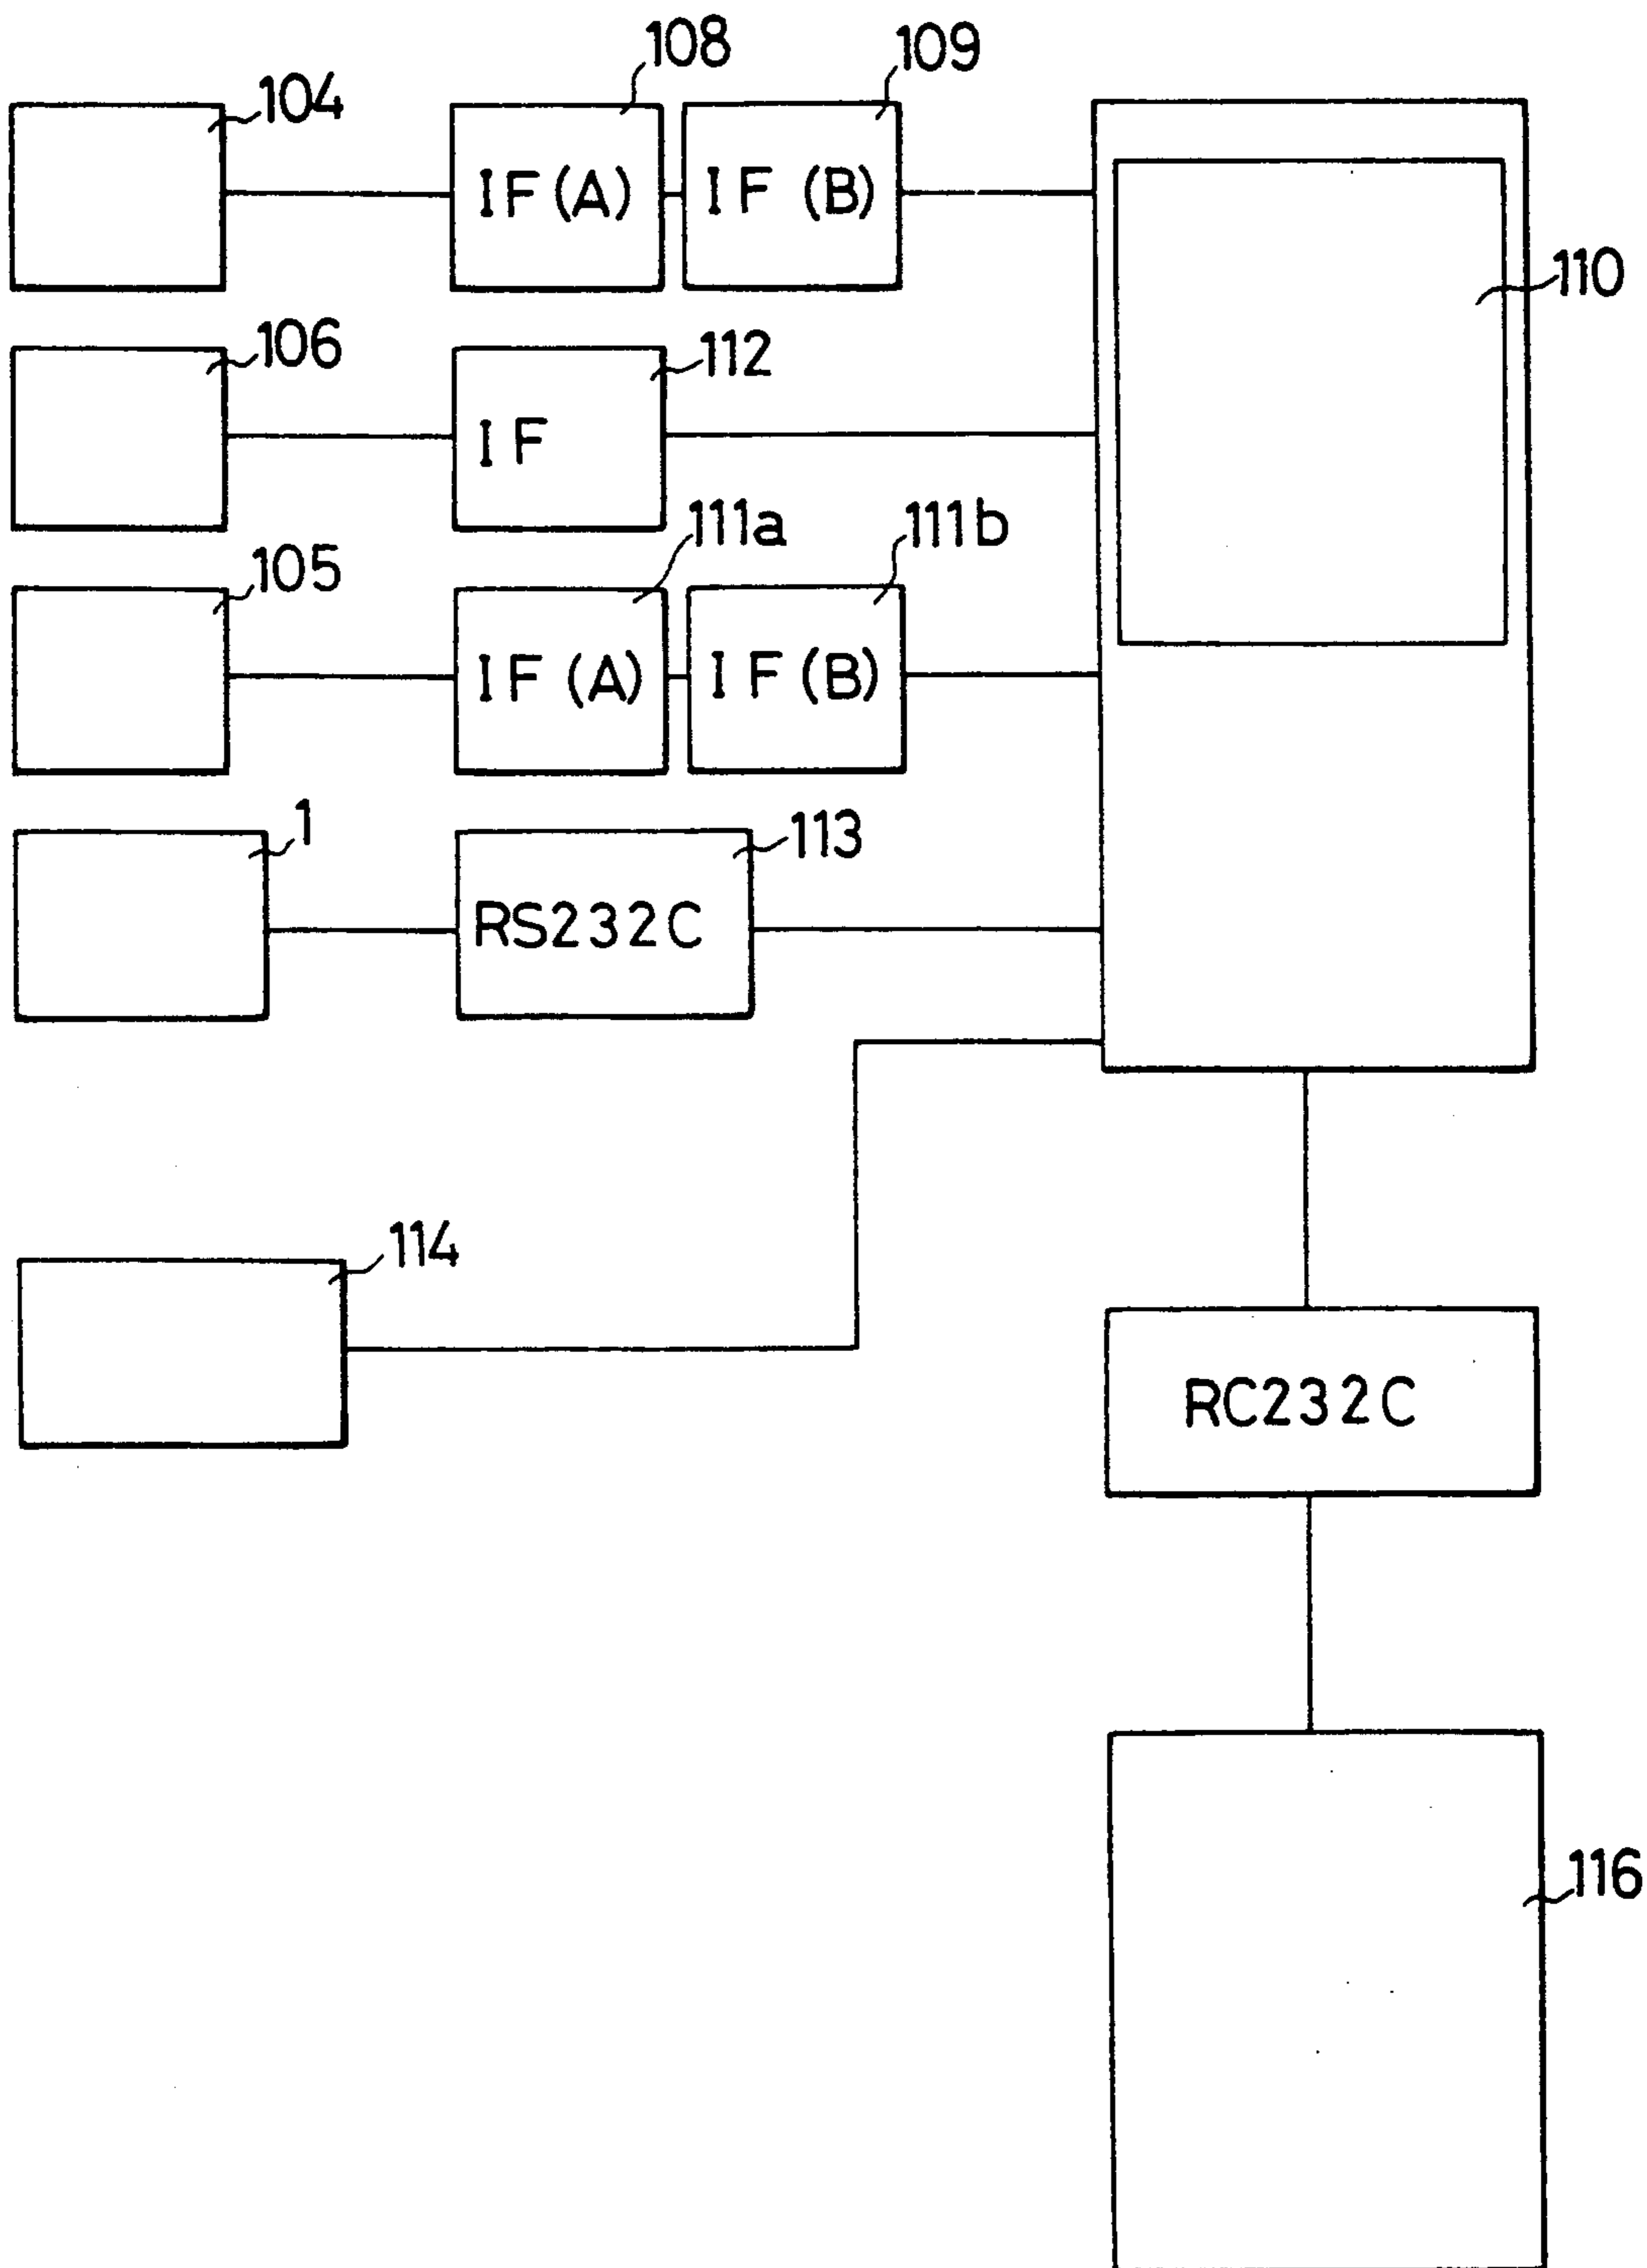 108
109
104
IF(A)
IF (B)
110
106
112
IF
111a
111b
105
IF (A)
IF (B)
1
113
RS232C
114
RC232C
116